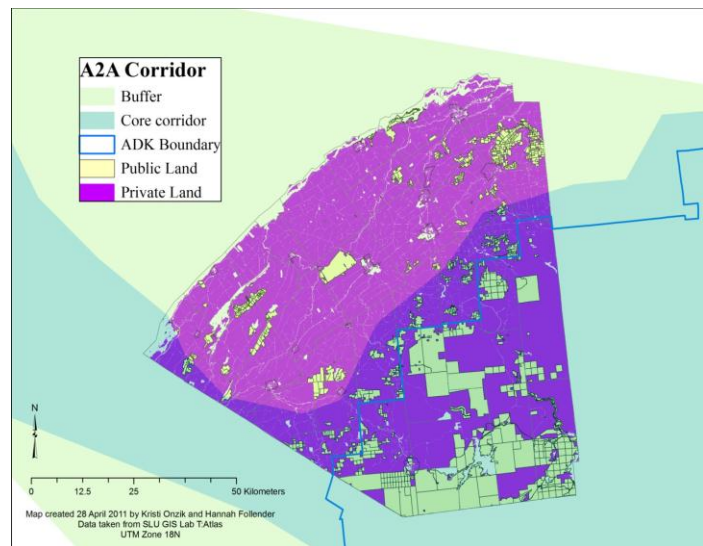 A2A Corridor
Buffer
Core corridor
ADK Boundary
Public Land
Private Land
N
0 12.5 25 50 Kilometers
Map created 28 April 2011 by Kristi Onzik and Hannah Follender
Data taken from SLU GIS Lab T:Atlas
UTM Zone 18N